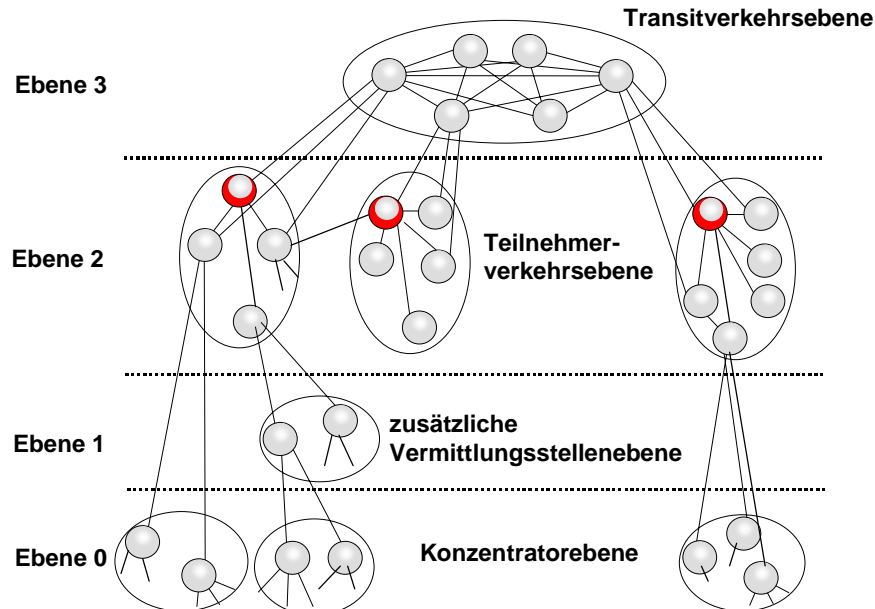 Transitverkehrsebene
Ebene 3
Ebene 2
Teilnehmer-
verkehrsebene
Ebene 1
zusätzliche
Vermittlungsstellenebene
Ebene 0
Konzentratorebene